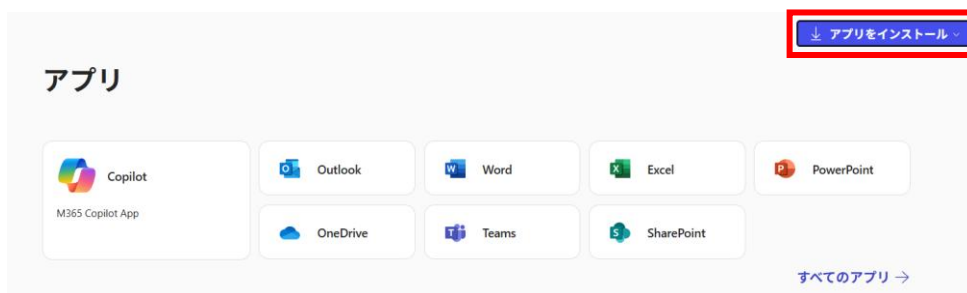 アプリをインストール
アプリ
Copilot
M365 Copilot App
Outlook
Word
Excel
PowerPoint
OneDrive
Teams
SharePoint
すべてのアプリ →